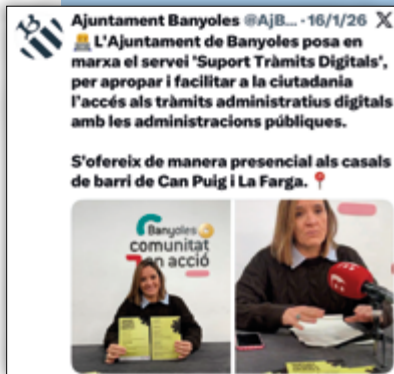 Ajuntament Banyoles @AjB... · 16/1/26
L'Ajuntament de Banyoles posa en
marxa el servei 'Suport Tràmits Digitals',
per apropar i facilitar a la ciutadania
l'accés als tràmits administratius digitals
amb les administracions públiques.
S'ofereix de manera presencial als casals
de barri de Can Puig i La Farga.
Banyoles
comunitat
en acció